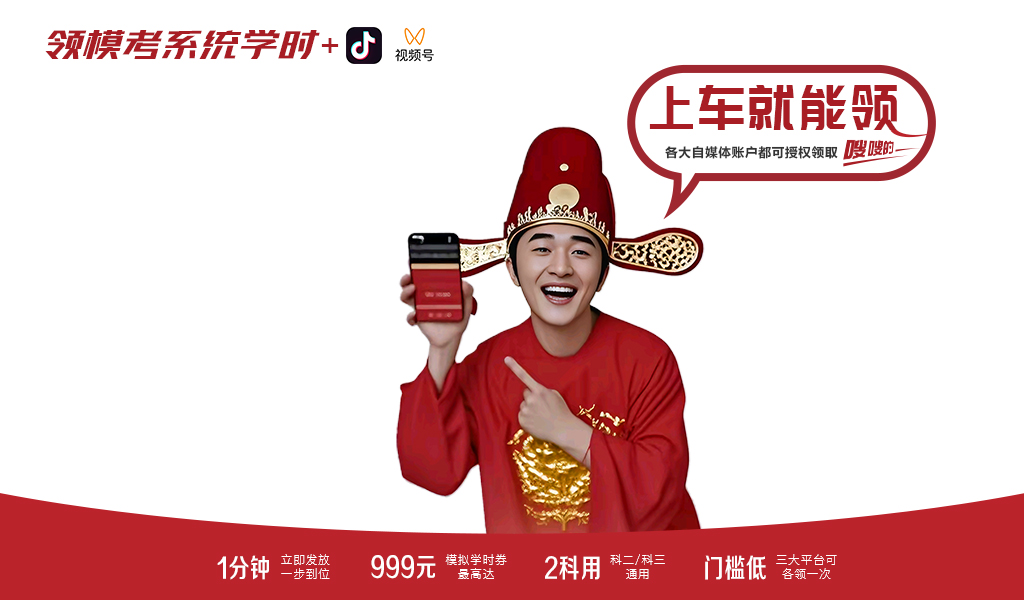 领模考系统学时+
视频号
上车就能领
各大自媒体账户都可授权领取 嗖嗖的
1分钟 立即发放
一步到位
999元 模拟学时券
最高达
2科用 科二/科三
通用
门槛低 三大平台可
各领一次